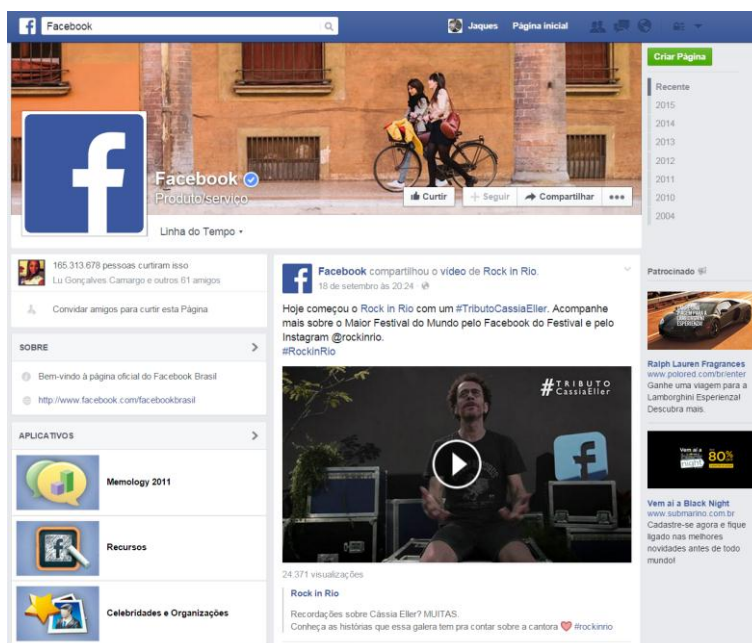 Facebook
Jaques Página inicial
Criar Página
Recente
2015
2014
2013
2012
2011
2010
2004
Facebook
Produto/serviço
Curtir
Seguir
Compartilhar
Linha do Tempo
165.313.678 pessoas curtiram isso
Lu Gonçalves Camargo e outros 61 amigos
Convidar amigos para curtir esta Página
SOBRE
Bem-vindo à página oficial do Facebook Brasil
http://www.facebook.com/facebookbrasil
APLICATIVOS
Memology 2011
Recursos
Celebridades e Organizações
Facebook compartilhou o vídeo de Rock in Rio.
18 de setembro às 20:24
Hoje começou o Rock in Rio com um #TributoCassiaEller. Acompanhe
mais sobre o Maior Festival do Mundo pelo Facebook do Festival e pelo
Instagram @rockinrio.
#RockinRio
#TRIBUTO
CassiaEller
24.371 visualizações
Rock in Rio
Recordações sobre Cássia Eller? MUITAS.
Conheça as histórias que essa galera tem pra contar sobre a cantora ❤ #rockinrio
Patrocinado
Ralph Lauren Fragrances
www.polored.com/br/enter
Ganhe uma viagem para a
Lamborghini Esperienza!
Descubra mais.
Vem aí a
night
80%
Vem aí a Black Night
www.submarino.com.br
Cadastre-se agora e fique
ligado nas melhores
novidades antes de todo
mundo!